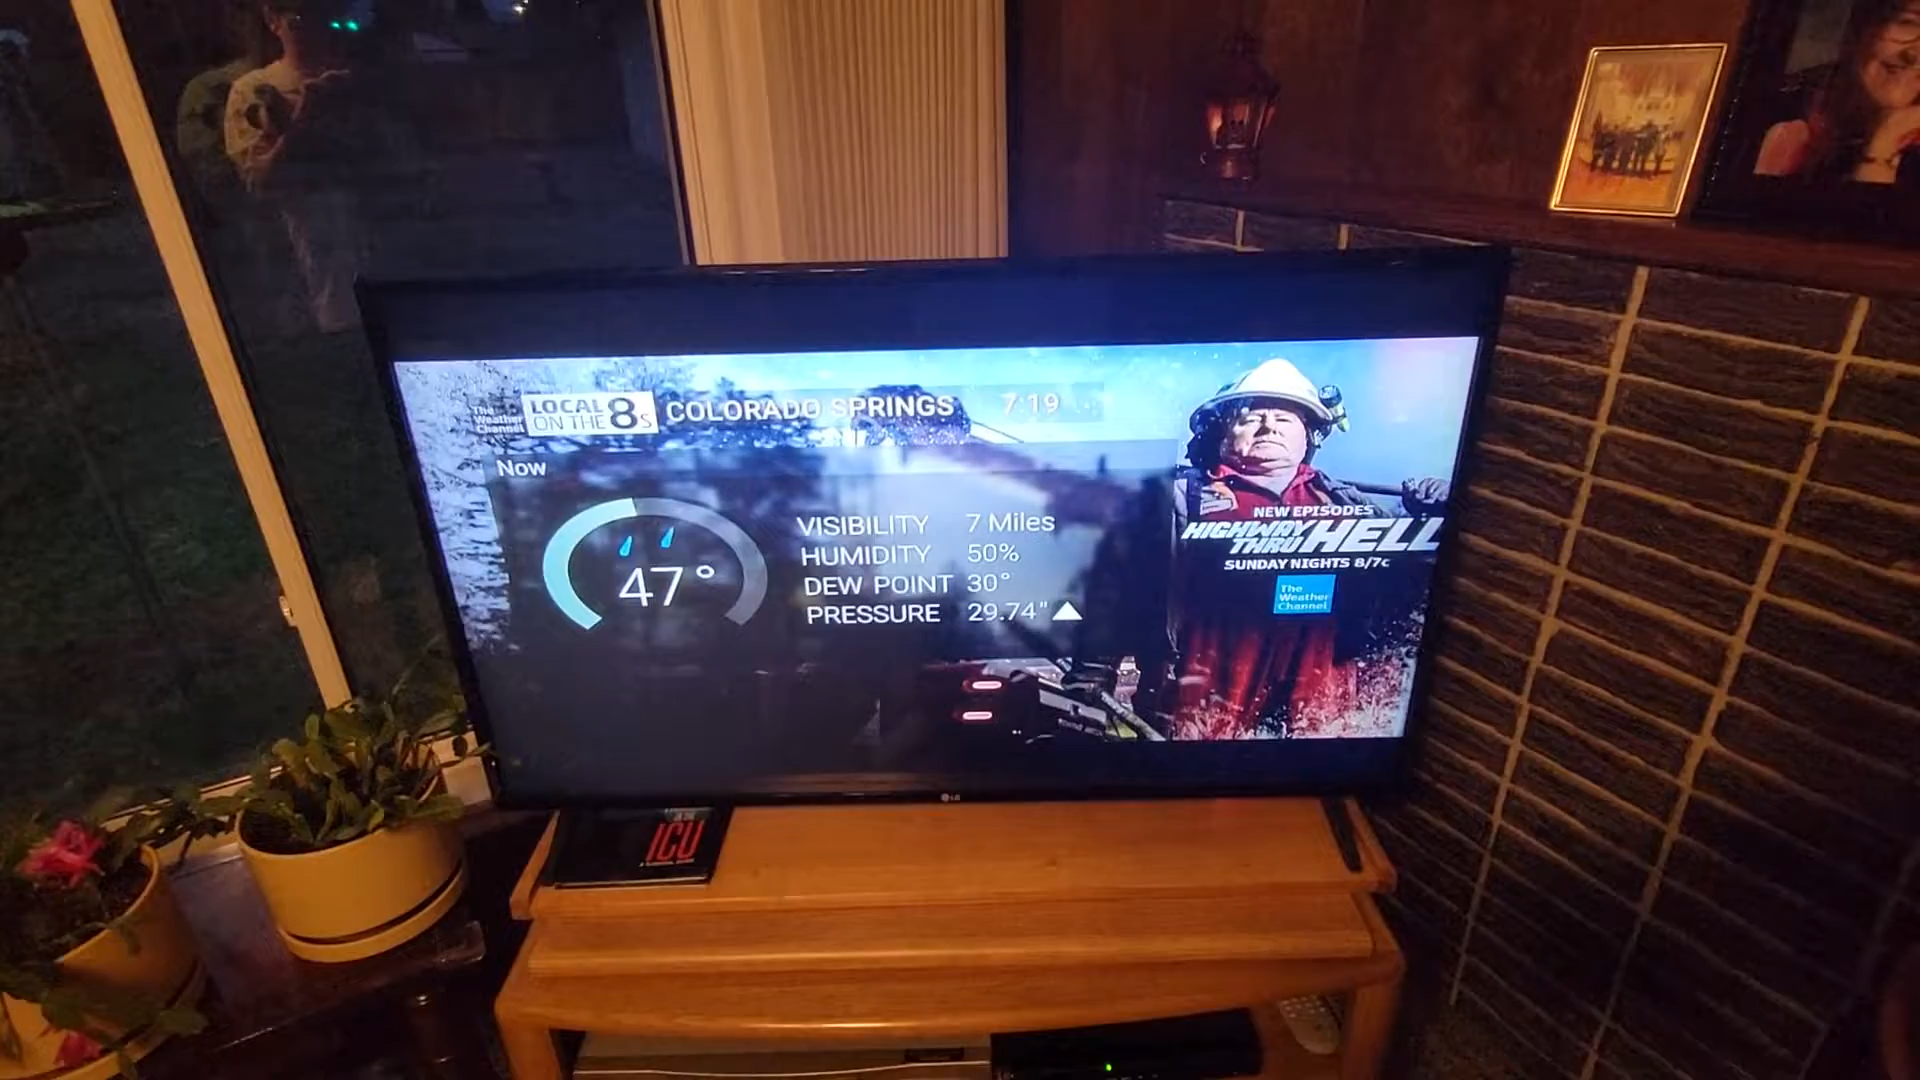 The Weather Channel
LOCAL ON THE 8s
COLORADO SPRINGS
7:19
Now
47°
VISIBILITY 7 Miles
HUMIDITY 50%
DEW POINT 30°
PRESSURE 29.74"
NEW EPISODES
HIGHWAY
THRU HELL
SUNDAY NIGHTS 8/7c
The
Weather
Channel
LG
ICU